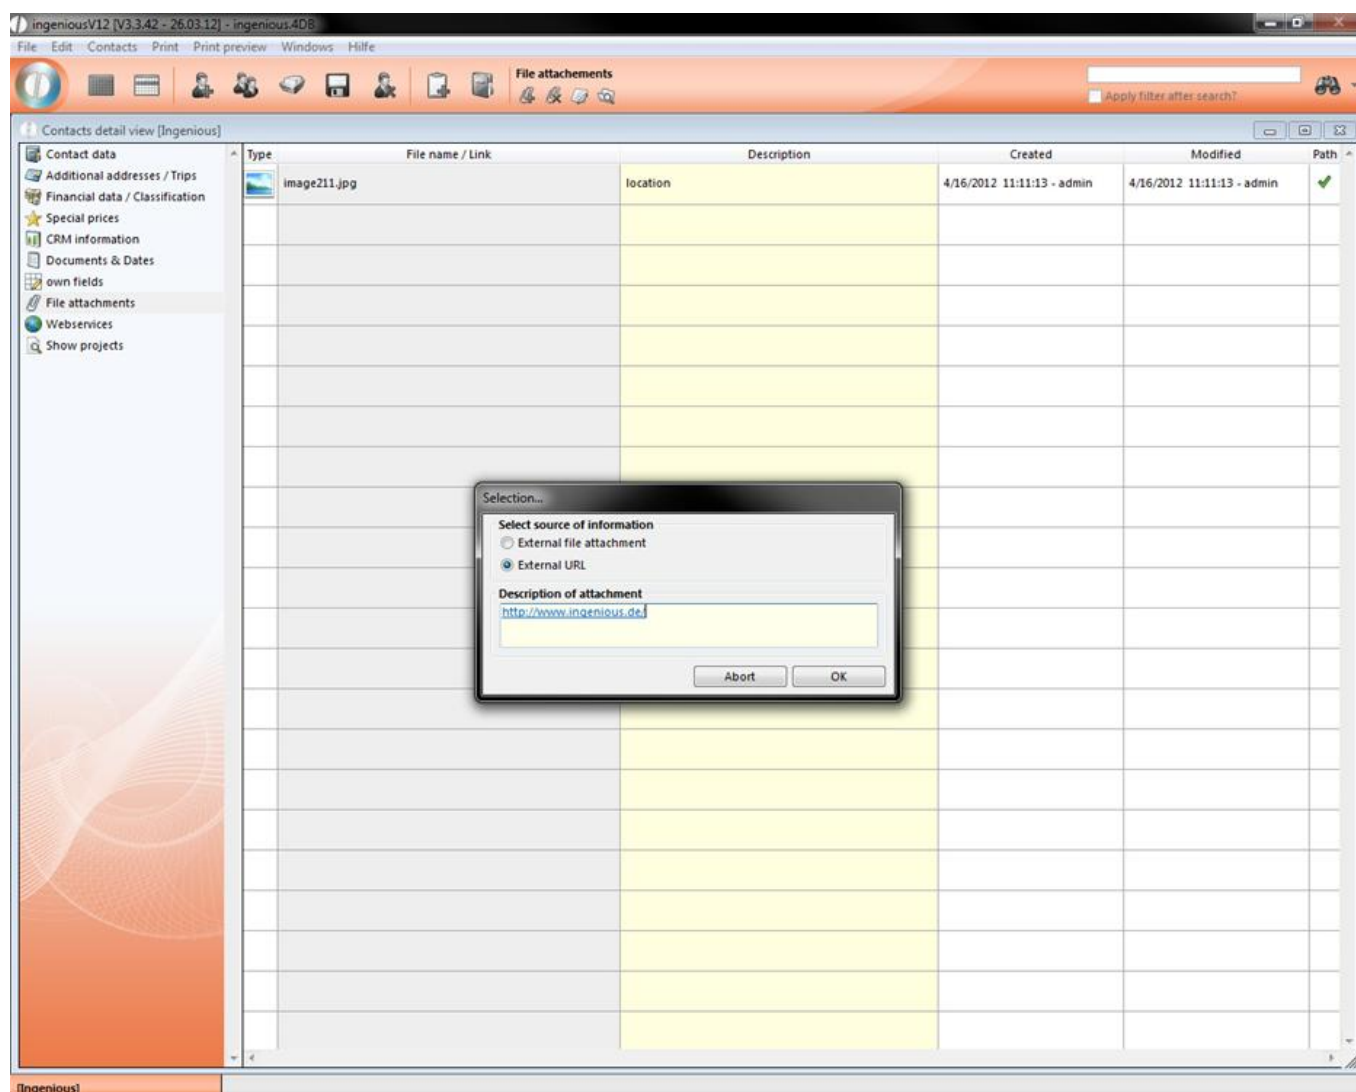 ingeniousV12 [V3.3.42 - 26.03.12] - ingenious.4DB
File Edit Contacts Print Print preview Windows Hilfe
File attachements
Apply filter after search?
Contacts detail view [Ingenious]
Contact data
Additional addresses / Trips
Financial data / Classification
Special prices
CRM information
Documents & Dates
own fields
File attachments
Webservices
Show projects
Type File name / Link Description Created Modified Path
image211.jpg location 4/16/2012 11:11:13 - admin 4/16/2012 11:11:13 - admin
Selection...
Select source of information
External file attachment
External URL
Description of attachment
http://www.ingenious.de/
Abort OK
[Ingenious]